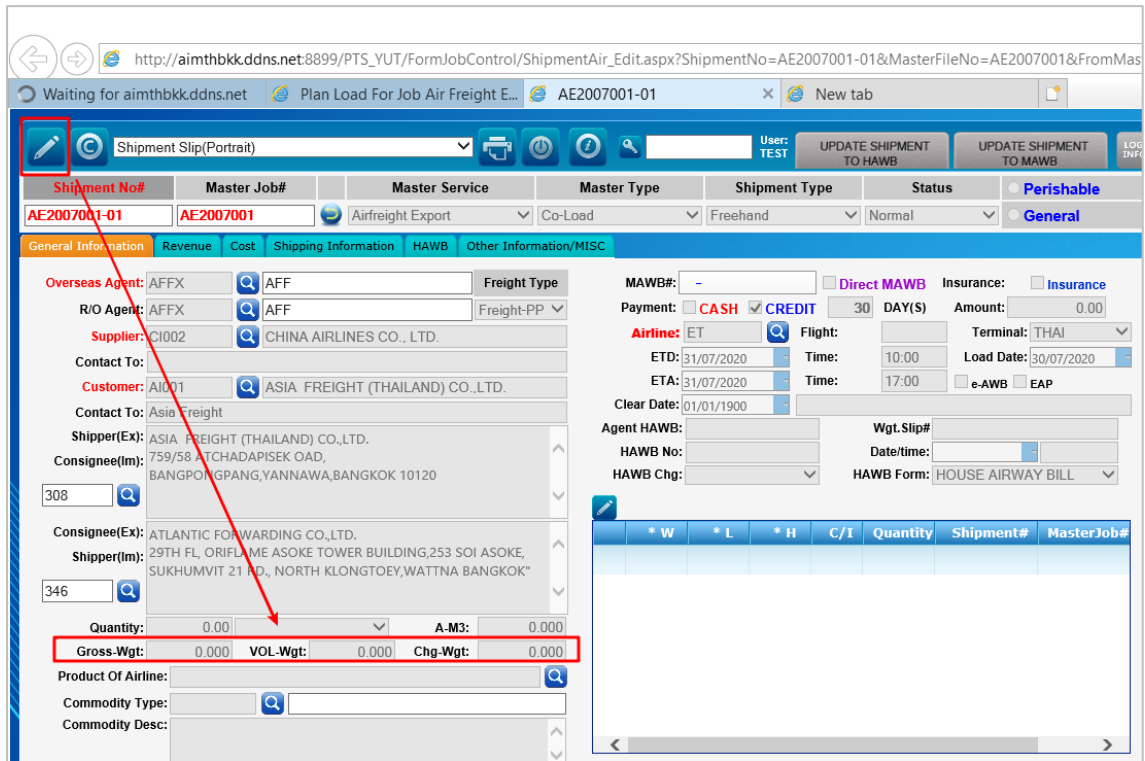 http://aimthbkk.ddns.net:8899/PTS_YUT/FormJobControl/ShipmentAir_Edit.aspx?ShipmentNo=AE2007001-01&MasterFileNo=AE2007001&FromMas
Waiting for aimthbkk.ddns.net Plan Load For Job Air Freight E... AE2007001-01 × New tab
Shipment Slip(Portrait) User: TEST UPDATE SHIPMENT TO HAWB UPDATE SHIPMENT TO MAWB LOG INFO
Shipment No# Master Job# Master Service Master Type Shipment Type Status Perishable
AE2007001-01 AE2007001 Airfreight Export Co-Load Freehand Normal General
General Information Revenue Cost Shipping Information HAWB Other Information/MISC
Overseas Agent: AFFX AFF Freight Type
R/O Agent: AFFX AFF Freight-PP
Supplier: CI002 CHINA AIRLINES CO., LTD.
Contact To:
Customer: AI001 ASIA FREIGHT (THAILAND) CO.,LTD.
Contact To: Asia Freight
Shipper(Ex): ASIA FREIGHT (THAILAND) CO.,LTD.
Consignee(Im): 759/58 ATCHADAPISEK OAD,
BANGPONGPANG,YANNAWA,BANGKOK 10120
308
Consignee(Ex): ATLANTIC FORWARDING CO.,LTD.
Shipper(Im): 29TH FL, ORIFLAME ASOKE TOWER BUILDING,253 SOI ASOKE,
SUKHUMVIT 21 RD., NORTH KLONGTOEY,WATTNA BANGKOK"
346
Quantity: 0.00 A-M3: 0.000
Gross-Wgt: 0.000 VOL-Wgt: 0.000 Chg-Wgt: 0.000
Product Of Airline:
Commodity Type:
Commodity Desc:
MAWB#: – Direct MAWB Insurance: Insurance
Payment: CASH CREDIT 30 DAY(S) Amount: 0.00
Airline: ET Flight: Terminal: THAI
ETD: 31/07/2020 Time: 10:00 Load Date: 30/07/2020
ETA: 31/07/2020 Time: 17:00 e-AWB EAP
Clear Date: 01/01/1900
Agent HAWB: Wgt.Slip#
HAWB No: Date/time:
HAWB Chg: HAWB Form: HOUSE AIRWAY BILL
* W * L * H C/I Quantity Shipment# MasterJob#